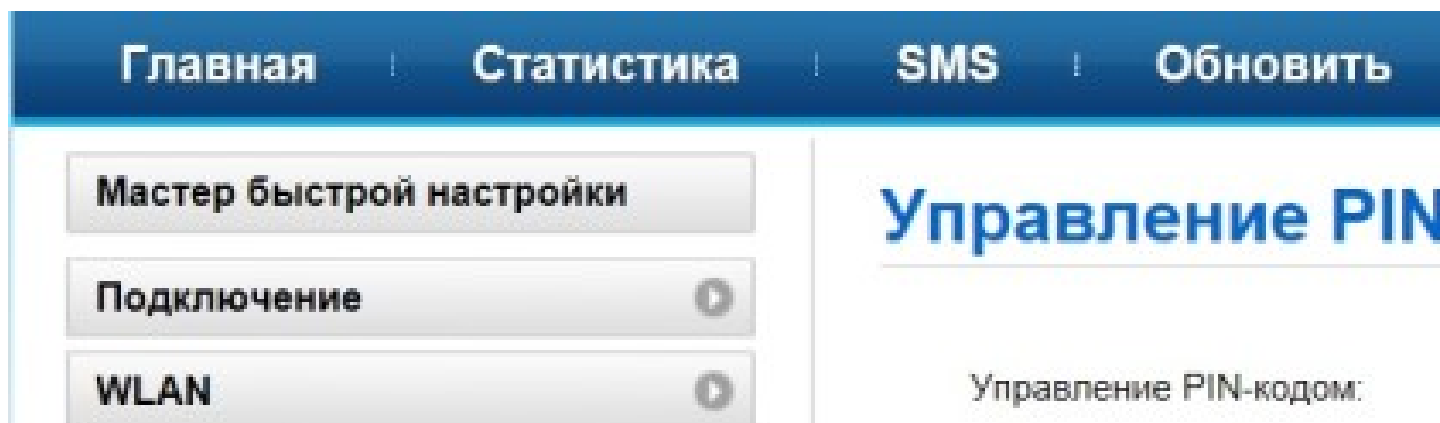 Главная Статистика SMS Обновить
Мастер быстрой настройки
Подключение
WLAN
Управление PIN
Управление PIN-кодом: